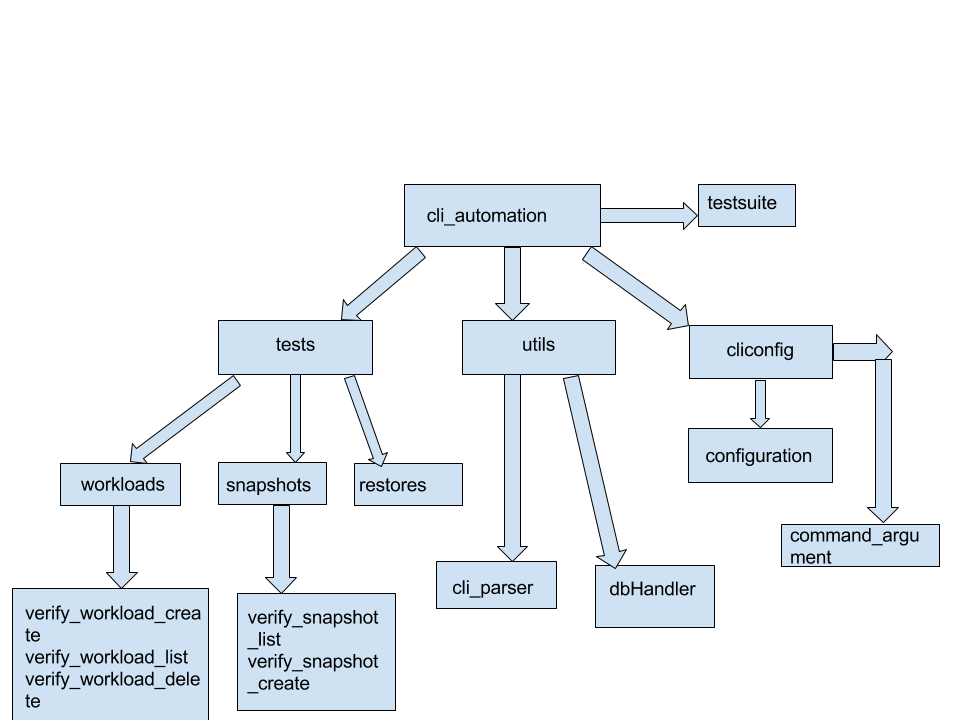 cli_automation
testsuite
tests
utils
cliconfig
configuration
workloads
snapshots
restores
command_argu
ment
cli_parser
dbHandler
verify_workload_crea
te
verify_workload_list
verify_workload_dele
te
verify_snapshot
_list
verify_snapshot
_create